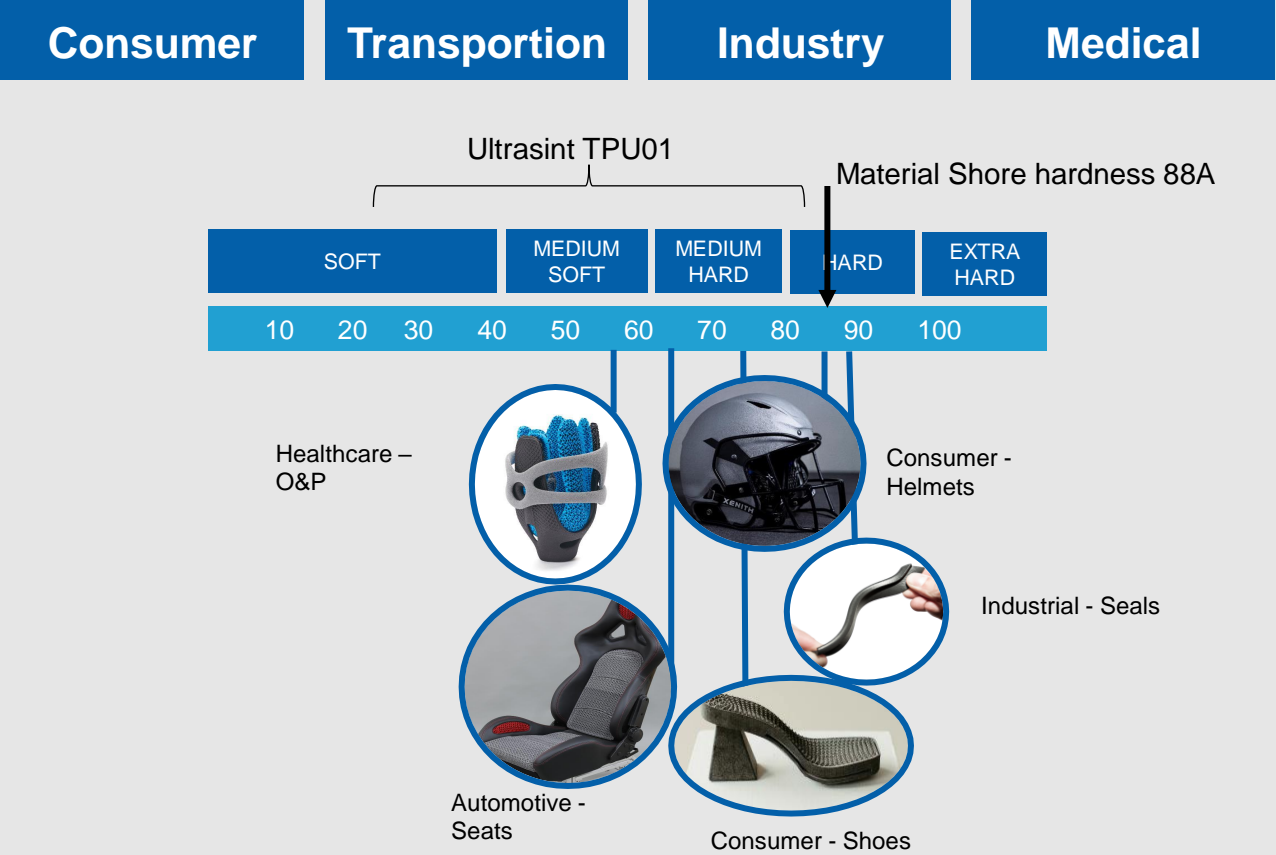 Consumer
Transportion
Industry
Medical
Ultrasint TPU01
Material Shore hardness 88A
SOFT
MEDIUM
SOFT
MEDIUM
HARD
HARD
EXTRA
HARD
10 20 30 40 50 60 70 80 90 100
Healthcare –
O&P
XENITH
Consumer -
Helmets
Industrial - Seals
Automotive -
Seats
Consumer - Shoes